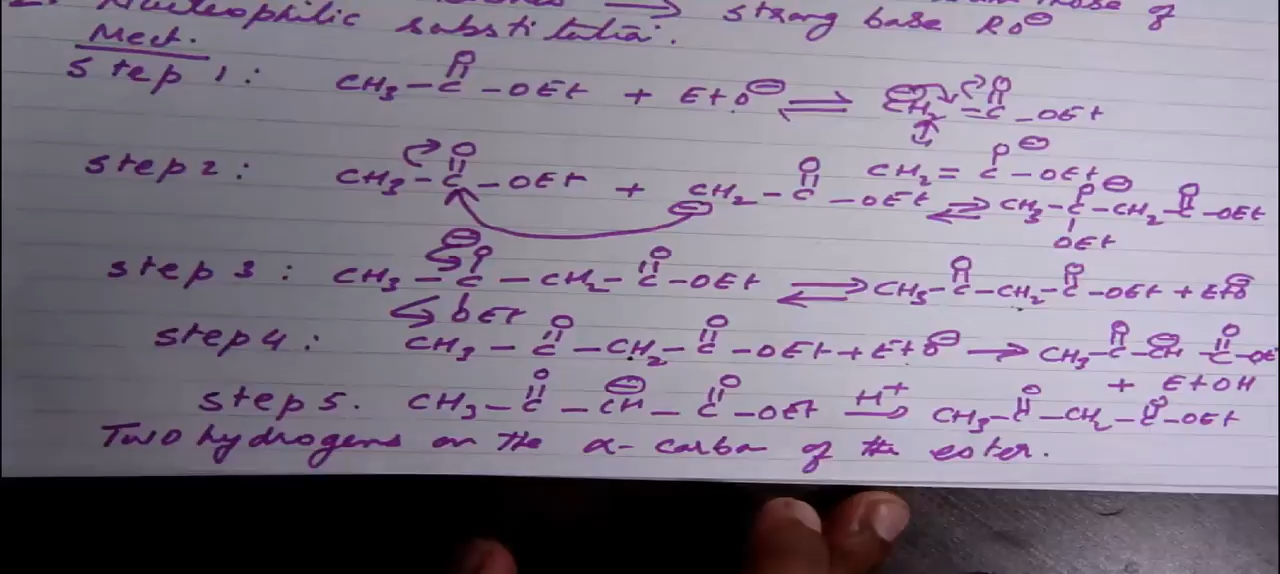 Nucleophilic substitution. → strong base RO⊖
Mect.
Step 1: CH3-C(=O)-OEt + EtO⊖ ⇌ ⊖CH2-C(=O)-OEt
↕
CH2=C(-O⊖)-OEt
step 2: CH3-C(=O)-OEt + ⊖CH2-C(=O)-OEt ⇌ CH3-C(-O⊖)(OEt)-CH2-C(=O)-OEt
step 3: CH3-C(-O⊖)(OEt)-CH2-C(=O)-OEt ⇌ CH3-C(=O)-CH2-C(=O)-OEt + EtO⊖
step 4: CH3-C(=O)-CH2-C(=O)-OEt + EtO⊖ → CH3-C(=O)-⊖CH-C(=O)-OE
+ EtOH
step 5. CH3-C(=O)-⊖CH-C(=O)-OEt H+ → CH3-C(=O)-CH2-C(=O)-OEt
Two hydrogens on the α-carbon of the ester.